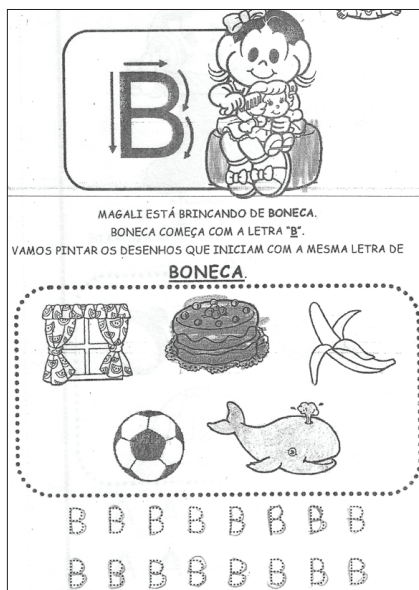 B
MAGALI ESTÁ BRINCANDO DE BONECA.
BONECA COMEÇA COM A LETRA "B".
VAMOS PINTAR OS DESENHOS QUE INICIAM COM A MESMA LETRA DE
BONECA.
B B B B B B B B
B B B B B B B B